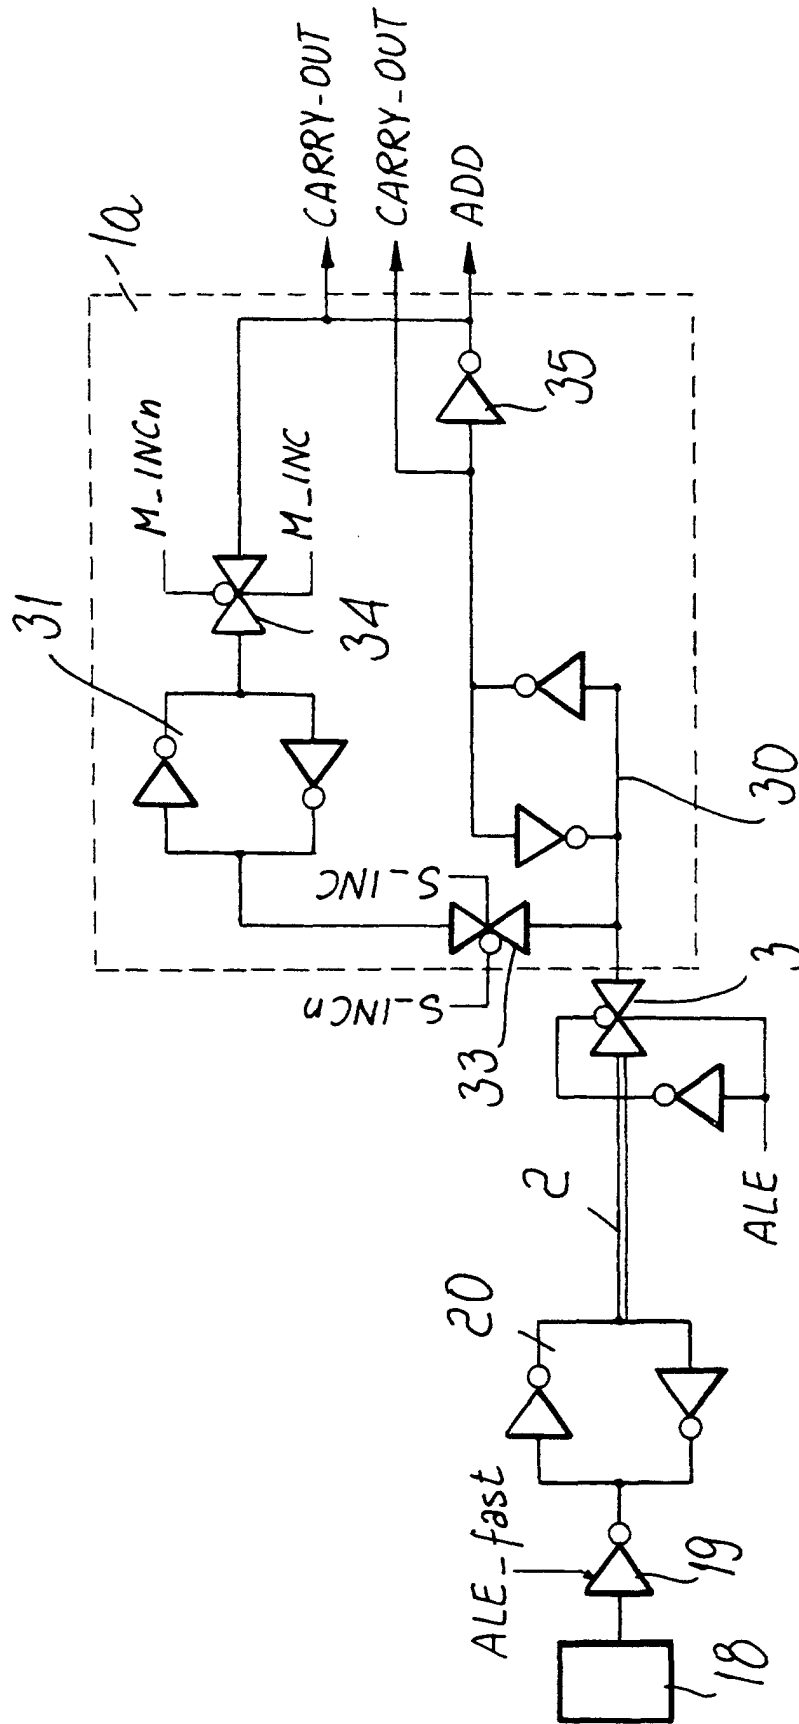 1a
CARRY-OUT
CARRY-OUT
ADD
M_INCn
M_INC
31
34
35
S_INC
S_INCn
33
30
3
2
ALE
20
ALE_fast
19
18